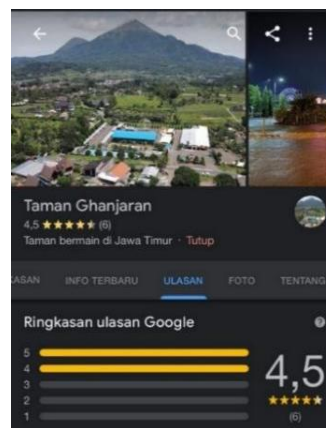 Taman Ghanjaran
4,5 (6)
Taman bermain di Jawa Timur · Tutup
KASAN INFO TERBARU ULASAN FOTO TENTANG
Ringkasan ulasan Google
5
4
3
2
1
4,5
(6)